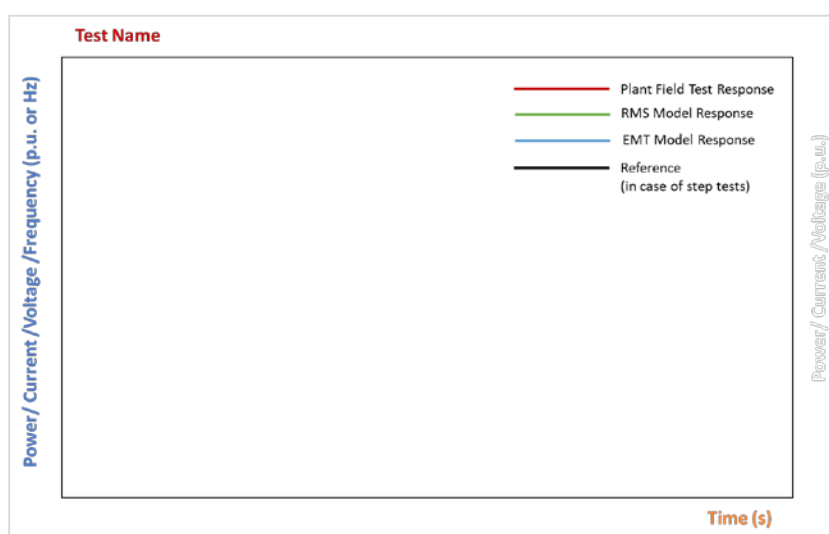 Test Name
Power/ Current /Voltage /Frequency (p.u. or Hz)
Plant Field Test Response
RMS Model Response
EMT Model Response
Reference
(in case of step tests)
Power/ Current /Voltage (p.u.)
Time (s)